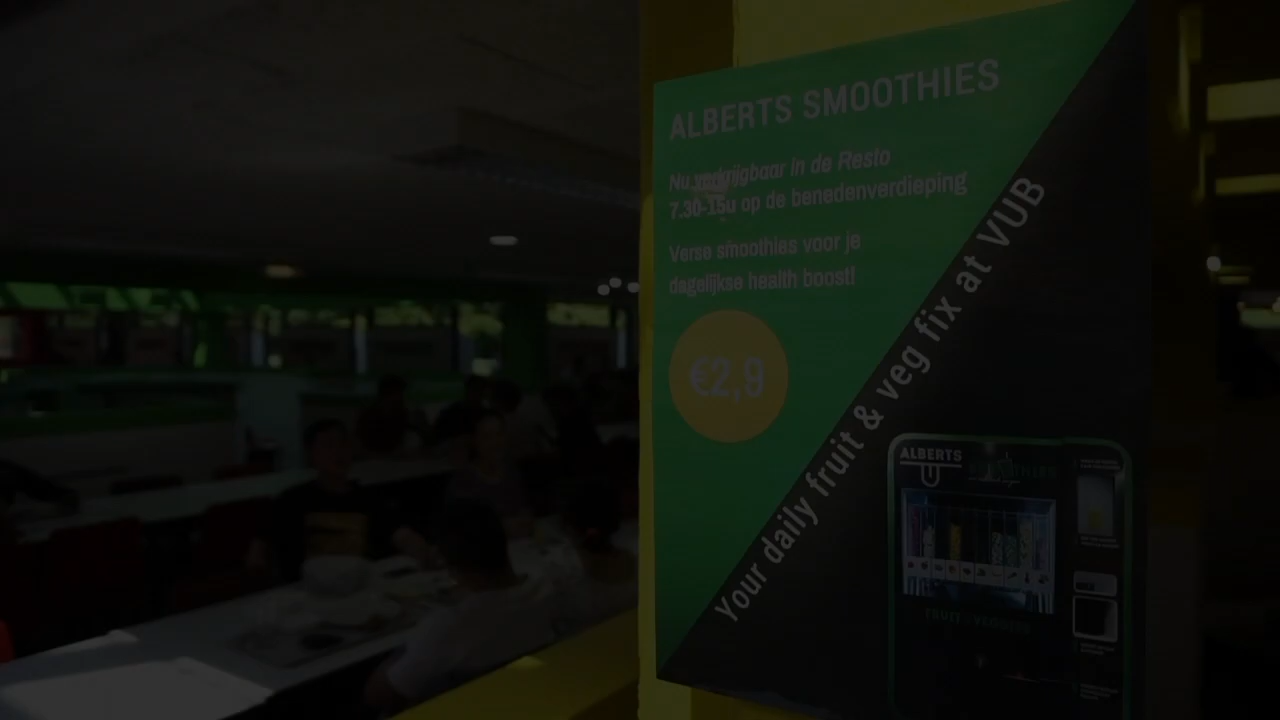 ALBERTS SMOOTHIES
Nu verkrijgbaar in de Resto
7.30-15u op de benedenverdieping
Verse smoothies voor je
dagelijkse health boost!
€2,9
Your daily fruit & veg fix at VUB
ALBERTS